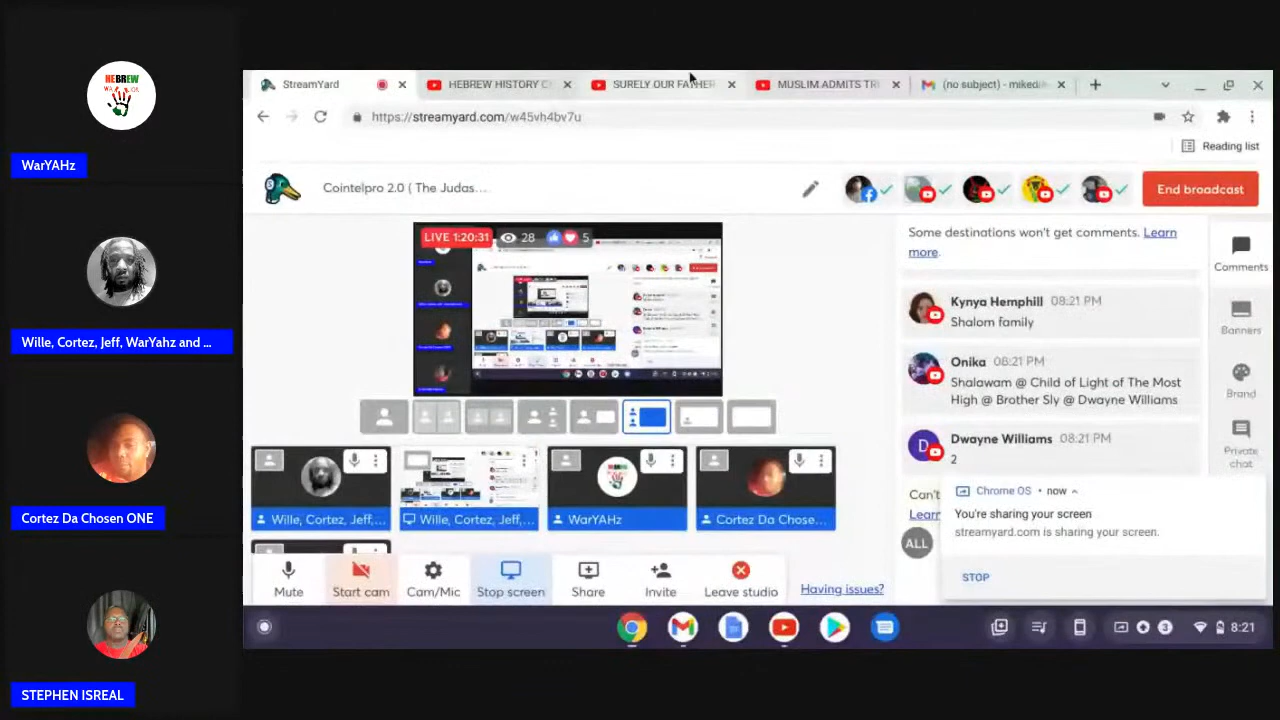 HEBREW
WarYAHz
Wille, Cortez, Jeff, WarYahz and ...
Cortez Da Chosen ONE
STEPHEN ISREAL
StreamYard
HEBREW HISTORY C
SURELY OUR FATHER
MUSLIM ADMITS TR
(no subject) - miked
https://streamyard.com/w45vh4bv7u
Reading list
Cointelpro 2.0 ( The Judas...
End broadcast
LIVE 1:20:31 28 5
Some destinations won't get comments. Learn
more.
Kynya Hemphill 08:21 PM
Shalom family
Onika 08:21 PM
Shalawam @ Child of Light of The Most
High @ Brother Sly @ Dwayne Williams
D
Dwayne Williams 08:21 PM
2
Can't
Learn
ALL
Comments
Banners
Brand
Private
chat
Chrome OS • now
You're sharing your screen
streamyard.com is sharing your screen.
STOP
Wille, Cortez, Jeff,...
Wille, Cortez, Jeff,...
WarYAHz
Cortez Da Chose...
Mute
Start cam
Cam/Mic
Stop screen
Share
Invite
Leave studio
Having issues?
3
8:21